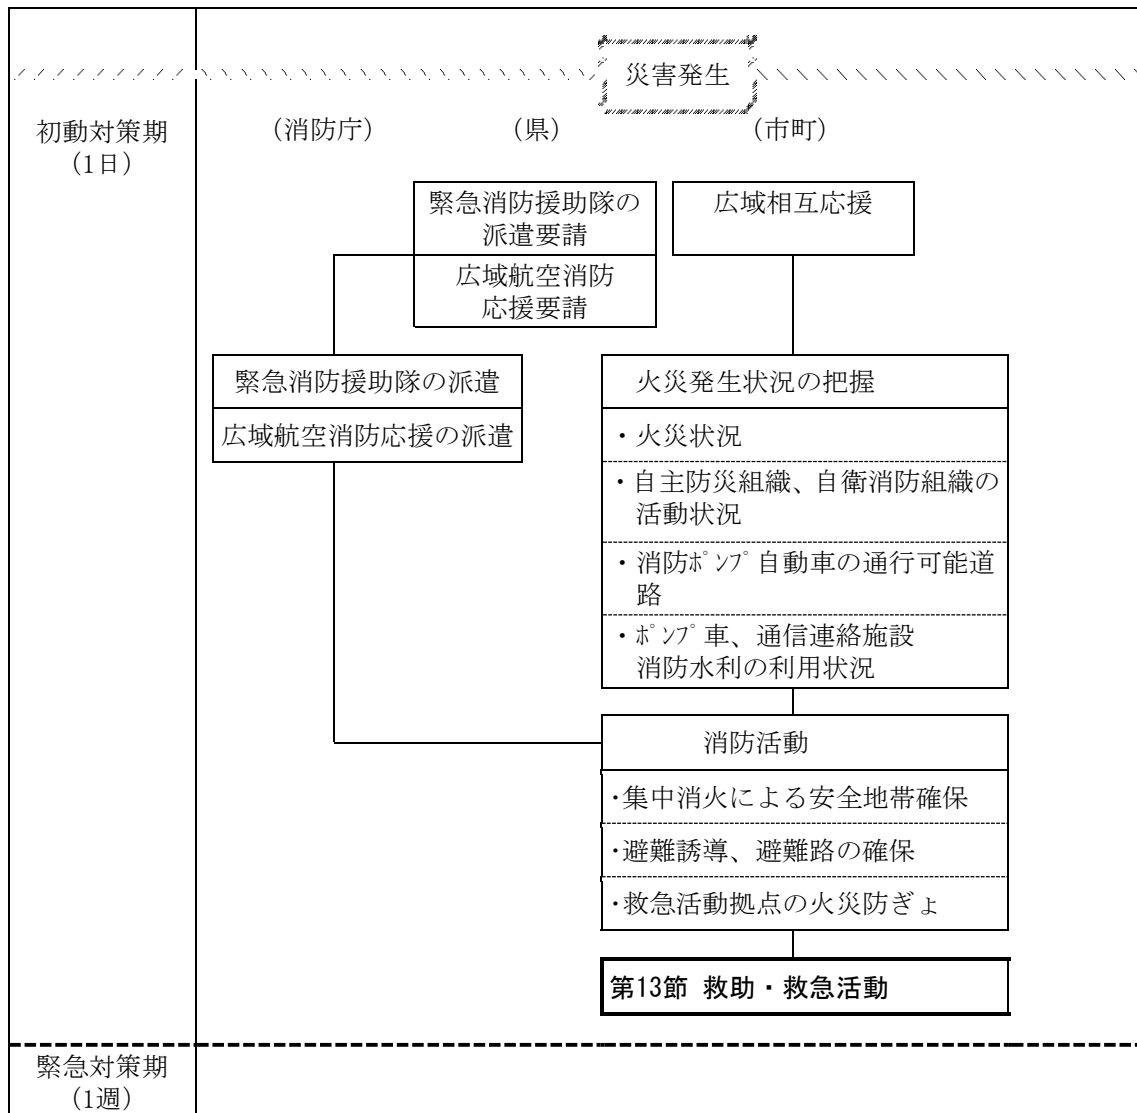 災害発生
初動対策期
(1日)
(消防庁)
(県)
(市町)
緊急消防援助隊の
派遣要請
広域航空消防
応援要請
広域相互応援
緊急消防援助隊の派遣
広域航空消防応援の派遣
火災発生状況の把握
・火災状況
・自主防災組織、自衛消防組織の
活動状況
・消防ﾎﾟﾝﾌﾟ自動車の通行可能道
路
・ﾎﾟﾝﾌﾟ車、通信連絡施設
消防水利の利用状況
消防活動
・集中消火による安全地帯確保
・避難誘導、避難路の確保
・救急活動拠点の火災防ぎょ
第13節 救助・救急活動
緊急対策期
(1週)